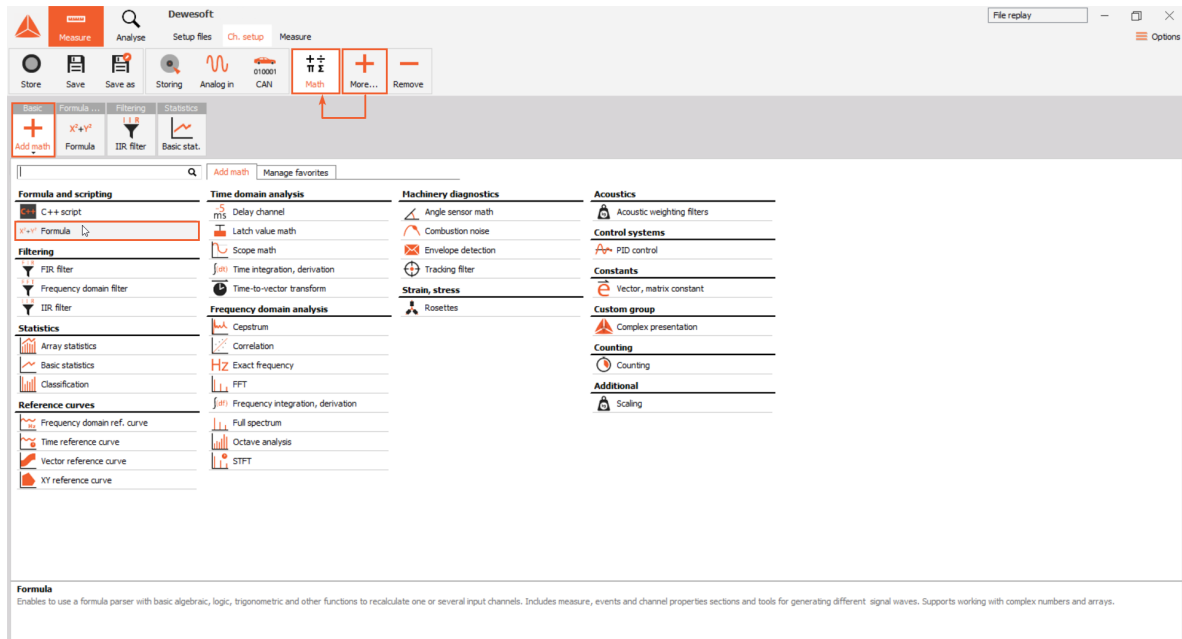 Dewesoft
File replay
Measure
Analyse
Setup files Ch. setup Measure
Options
Store Save Save as Storing Analog in
010001
CAN
Math More... Remove
Basic Formula ... Filtering Statistics
Add math
X²+Y²
Formula
IIR filter
Basic stat.
Add math Manage favorites
Formula and scripting
C++ C++ script
X²+Y² Formula
Filtering
FIR filter
Frequency domain filter
IIR filter
Statistics
Array statistics
Basic statistics
Classification
Reference curves
Frequency domain ref. curve
Time reference curve
Vector reference curve
XY reference curve
Time domain analysis
-5 ms Delay channel
Latch value math
Scope math
∫(dt) Time integration, derivation
Time-to-vector transform
Frequency domain analysis
Cepstrum
Correlation
Hz Exact frequency
FFT
∫(df) Frequency integration, derivation
Full spectrum
Octave analysis
STFT
Machinery diagnostics
Angle sensor math
Combustion noise
Envelope detection
Tracking filter
Strain, stress
Rosettes
Acoustics
Acoustic weighting filters
Control systems
PID control
Constants
Vector, matrix constant
Custom group
Complex presentation
Counting
Counting
Additional
Scaling
Formula
Enables to use a formula parser with basic algebraic, logic, trigonometric and other functions to recalculate one or several input channels. Includes measure, events and channel properties sections and tools for generating different signal waves. Supports working with complex numbers and arrays.